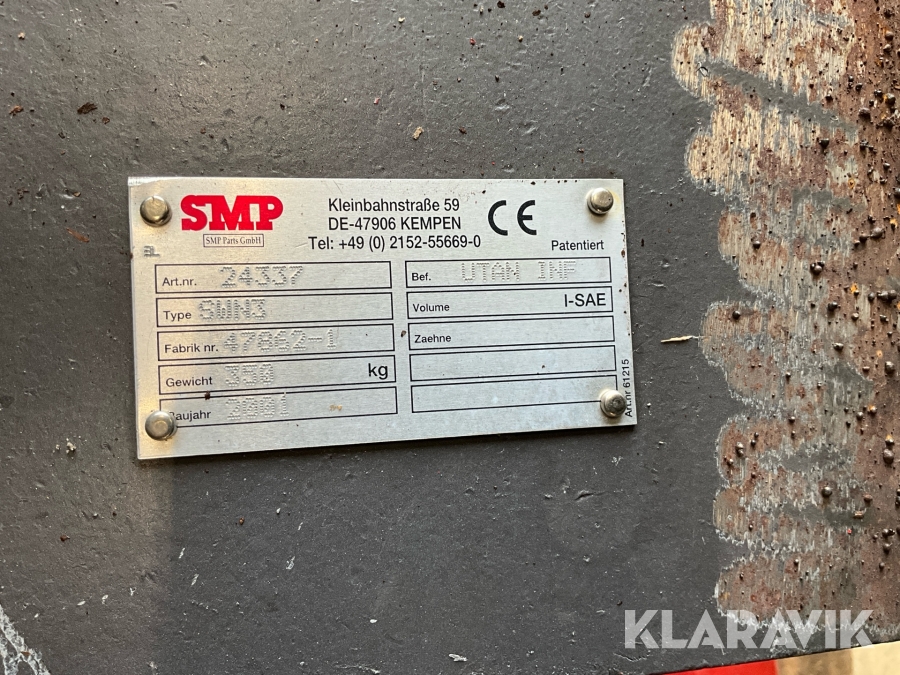 SMP
SMP Parts GmbH
Kleinbahnstraße 59
DE-47906 KEMPEN
Tel: +49 (0) 2152-55669-0
CE
Patentiert
Art.nr. 24337
Type SWN3
Fabrik nr. 47862-1
Gewicht 350 kg
Baujahr 2001
Bef. UTAN INF
Volume I-SAE
Zaehne
Art.nr 61215
KLARAVIK